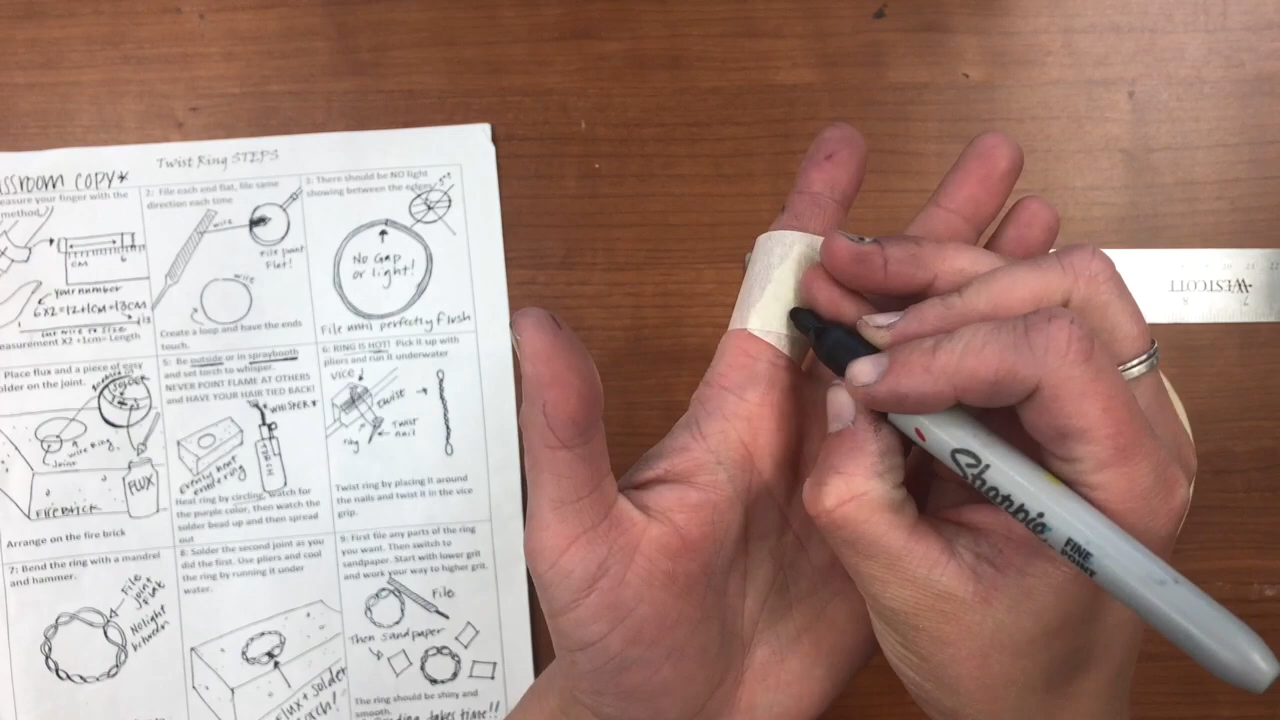 Twist Ring STEPS
SSROOM COPY*
easure your finger with the
method
CM
6
your number
6x2=12+1cm=13cm
13
cut wire to size
easurement X2 +1cm= Length
2: File each end flat, file same
direction each time
wire
File joint
Flat!
wire
Create a loop and have the ends
touch.
3: There should be NO light
showing between the edges
No Gap
or light!
File until perfectly flush
Place flux and a piece of easy
older on the joint.
SOLDER
wire Ring
Joint
FLUX
FIREBRICK
Arrange on the fire brick
5: Be outside or in spraybooth
and set torch to whisper.
NEVER POINT FLAME AT OTHERS
and HAVE YOUR HAIR TIED BACK!
WHISPER*
Evenly heat
entire ring
Heat ring by circling, watch for
the purple color, then watch the
solder bead up and then spread
out
6: RING IS HOT! Pick it up with
pliers and run it underwater
VICE
Twist
ring
Twist
nail
Twist ring by placing it around
the nails and twist it in the vice
grip.
7: Bend the ring with a mandrel
and hammer.
File
Joint
Flat
No light
between
8: Solder the second joint as you
did the first. Use pliers and cool
the ring by running it under
water.
flux + solder
9: First file any parts of the ring
you want. Then switch to
sandpaper. Start with lower grit
and work your way to higher grit.
File
Then Sandpaper
The ring should be shiny and
smooth.
takes time!!
WESTCOTT
7
8
Sharpie
FINE
POINT